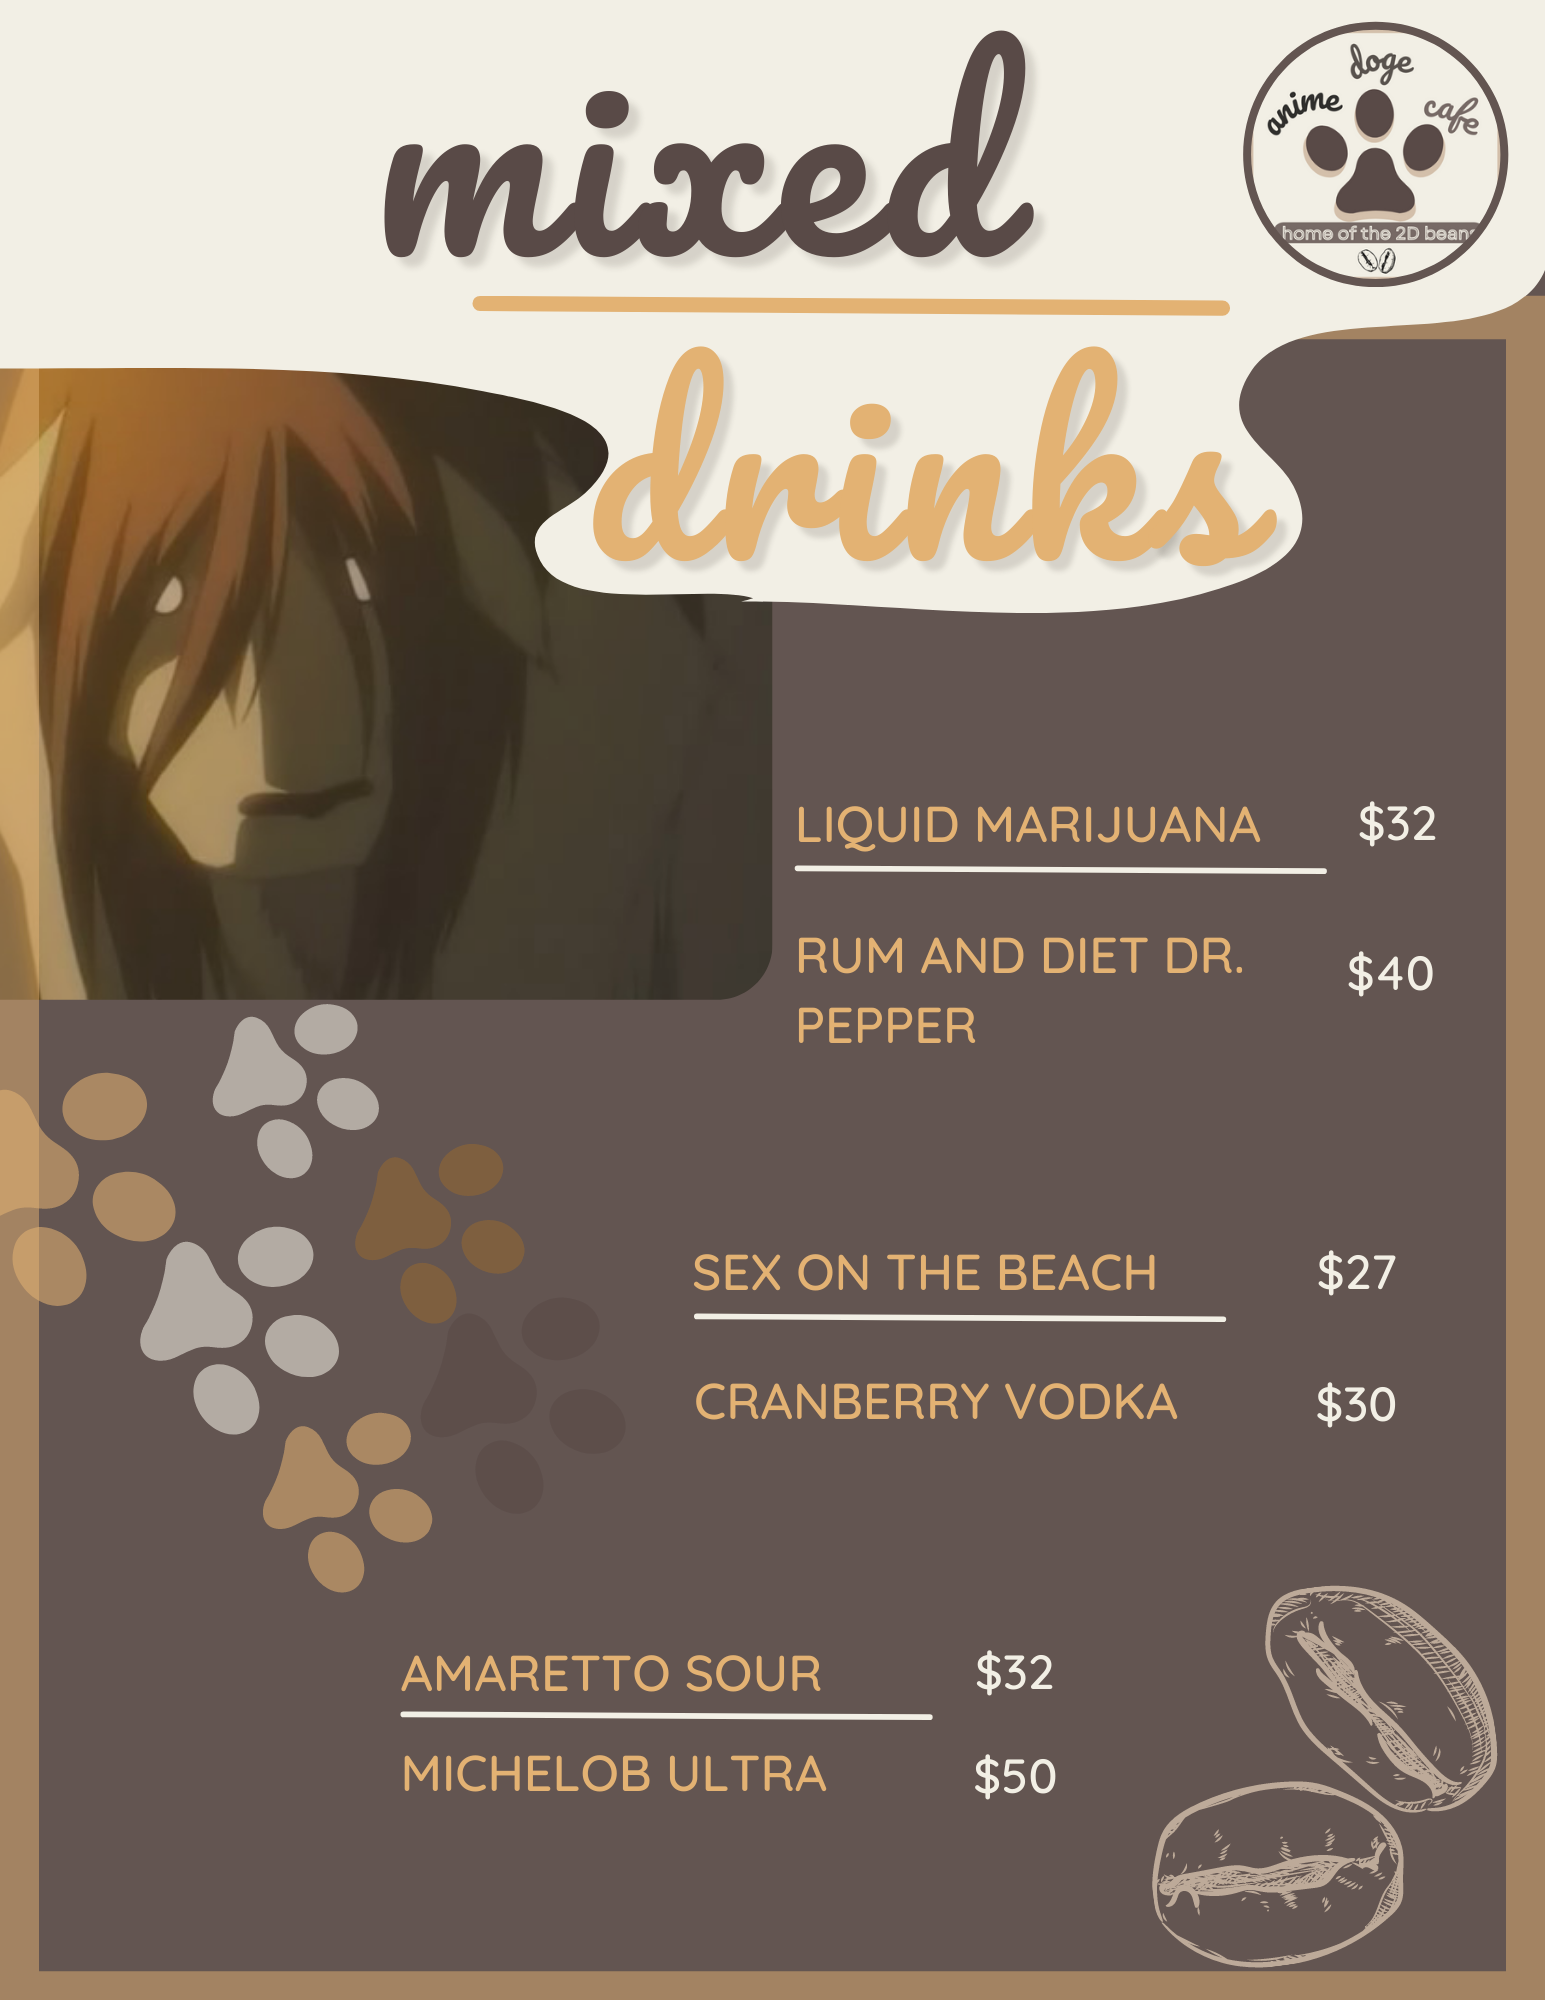 mixed
drinks
anime doge cafe
home of the 2D beans
LIQUID MARIJUANA $32
RUM AND DIET DR. $40
PEPPER
SEX ON THE BEACH $27
CRANBERRY VODKA $30
AMARETTO SOUR $32
MICHELOB ULTRA $50